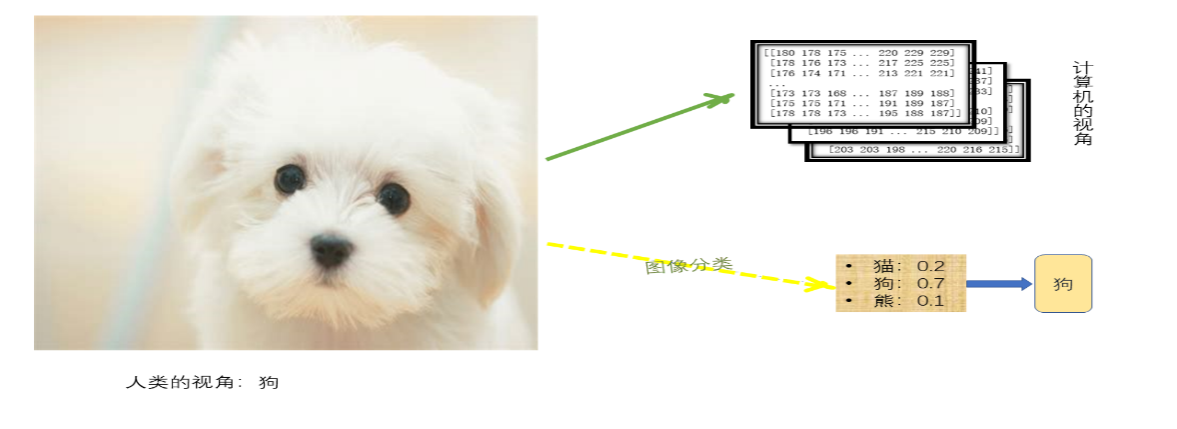 [[180 178 175 ... 220 229 229]
[178 176 173 ... 217 225 225]
[176 174 171 ... 213 221 221]
...
[173 173 168 ... 187 189 188]
[175 175 171 ... 191 189 187]
[178 178 173 ... 195 188 187]]
[196 196 191 ... 215 210 209]]
[203 203 198 ... 220 216 215]]
计算机的视角
图像分类
• 猫：0.2
• 狗：0.7
• 熊：0.1
狗
人类的视角：狗